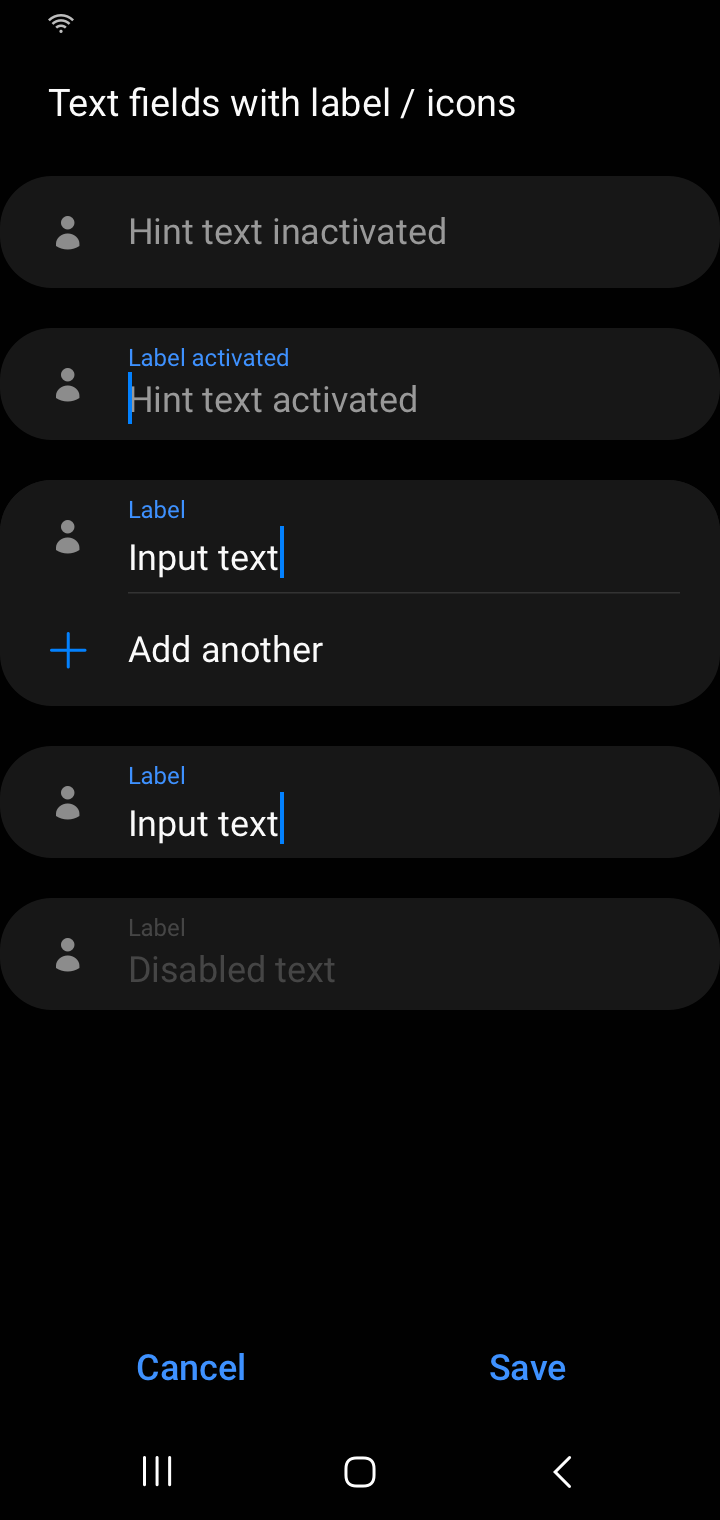 Text fields with label / icons
Hint text inactivated
Label activated
Hint text activated
Label
Input text
Add another
Label
Input text
Label
Disabled text
Cancel
Save